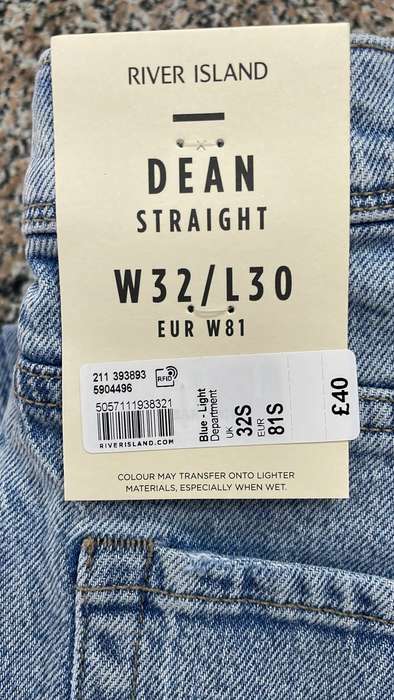 RIVER ISLAND
DEAN
STRAIGHT
W32/L30
EUR W81
211 393893
5904496
RFID
5057111938321
RIVERISLAND.COM
Blue - Light
Department
UK
32S
EUR
81S
£40
COLOUR MAY TRANSFER ONTO LIGHTER
MATERIALS, ESPECIALLY WHEN WET.